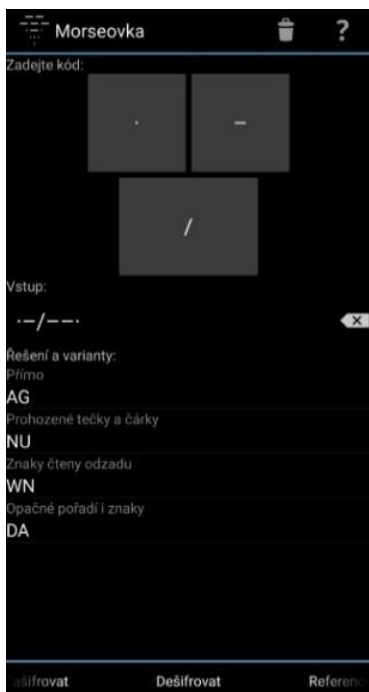 Morseovka
?
Zadejte kód:
· –
/
Vstup:
·–/––·
Řešení a varianty:
Přímo
AG
Prohozené tečky a čárky
NU
Znaky čteny odzadu
WN
Opačné pořadí i znaky
DA
Dešifrovat